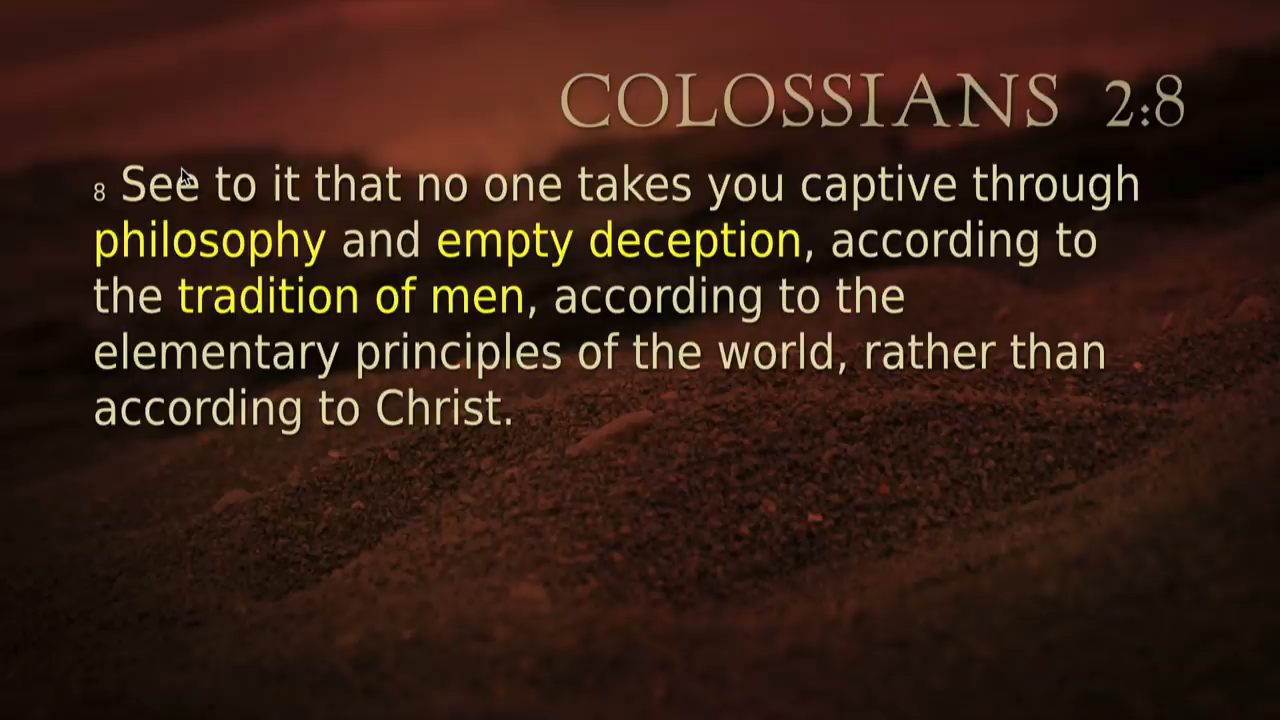 COLOSSIANS 2:8
8 See to it that no one takes you captive through
philosophy and empty deception, according to
the tradition of men, according to the
elementary principles of the world, rather than
according to Christ.